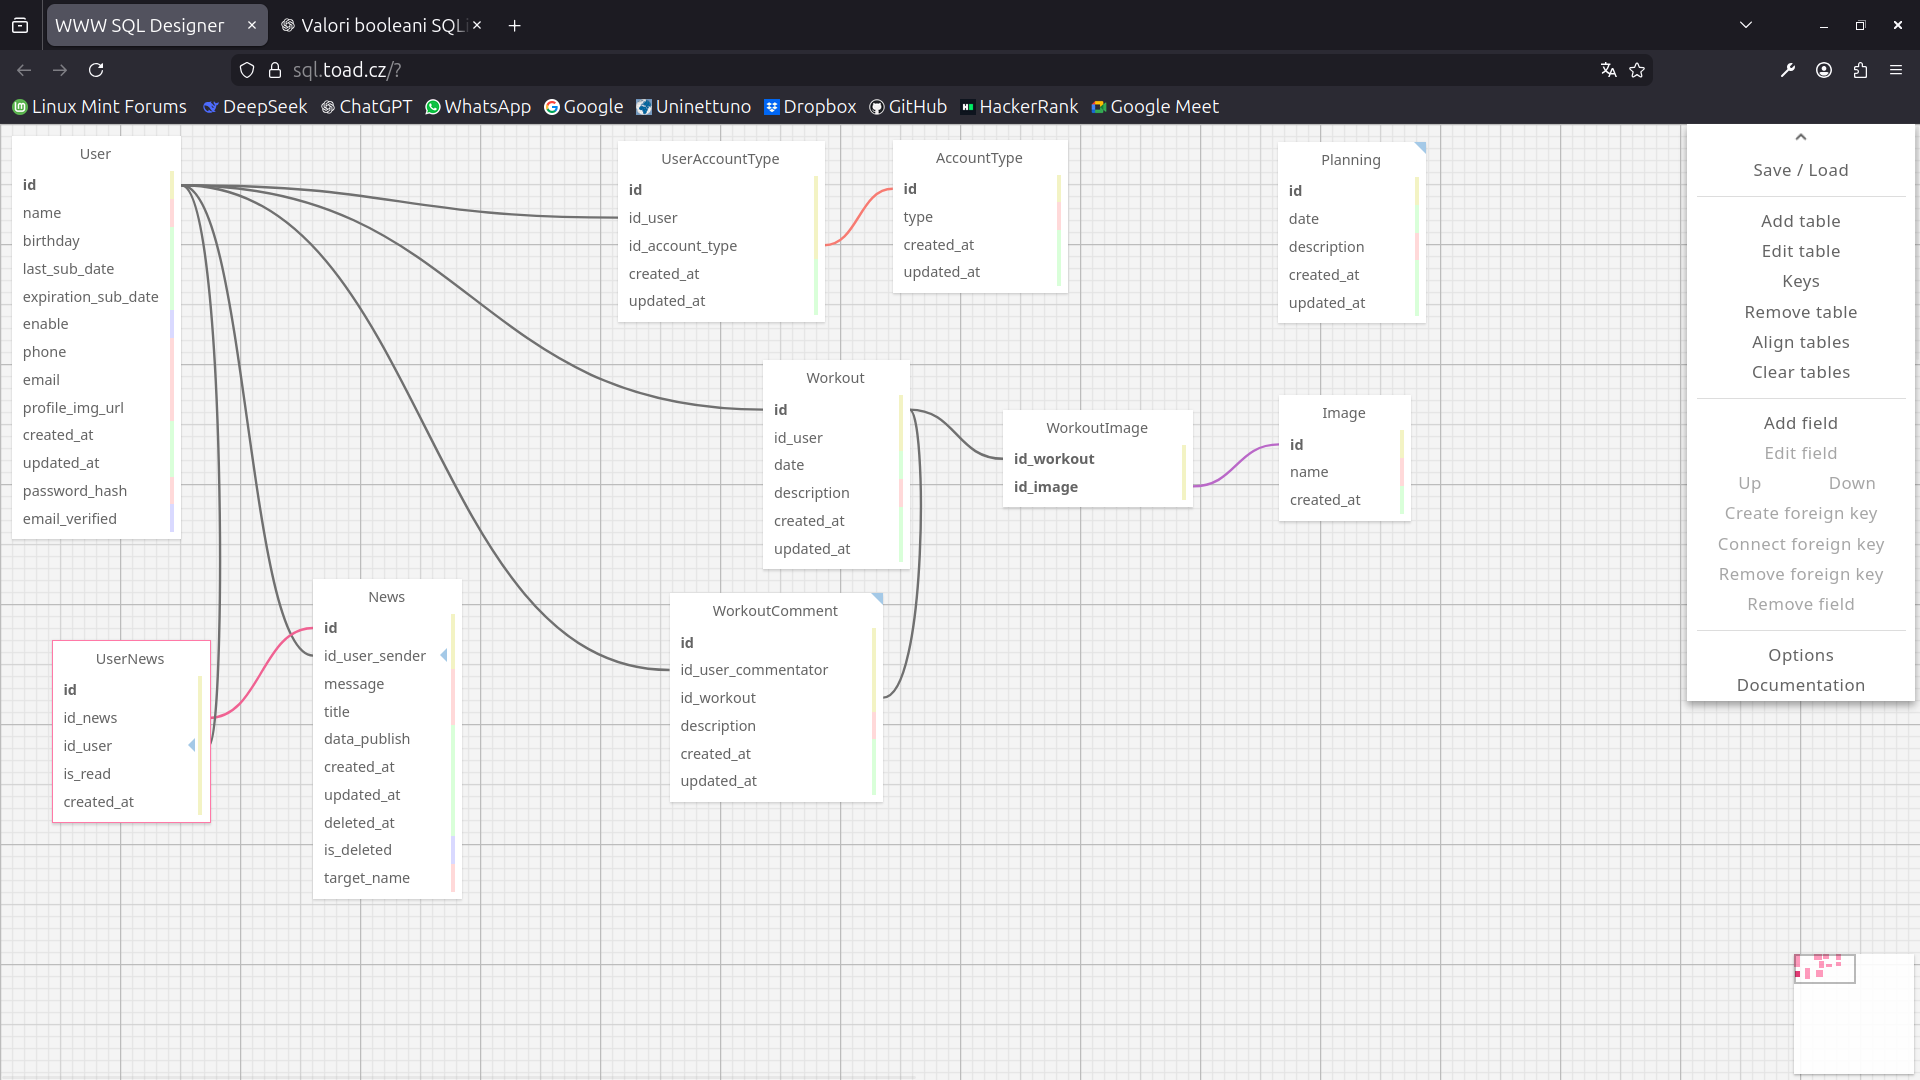 WWW SQL Designer
Valori booleani SQLi
sql.toad.cz/?
Linux Mint Forums DeepSeek ChatGPT WhatsApp Google Uninettuno Dropbox GitHub HackerRank Google Meet
User
id
name
birthday
last_sub_date
expiration_sub_date
enable
phone
email
profile_img_url
created_at
updated_at
password_hash
email_verified
UserAccountType
id
id_user
id_account_type
created_at
updated_at
AccountType
id
type
created_at
updated_at
Planning
id
date
description
created_at
updated_at
Workout
id
id_user
date
description
created_at
updated_at
WorkoutImage
id_workout
id_image
Image
id
name
created_at
UserNews
id
id_news
id_user
is_read
created_at
News
id
id_user_sender
message
title
data_publish
created_at
updated_at
deleted_at
is_deleted
target_name
WorkoutComment
id
id_user_commentator
id_workout
description
created_at
updated_at
Save / Load
Add table
Edit table
Keys
Remove table
Align tables
Clear tables
Add field
Edit field
Up Down
Create foreign key
Connect foreign key
Remove foreign key
Remove field
Options
Documentation